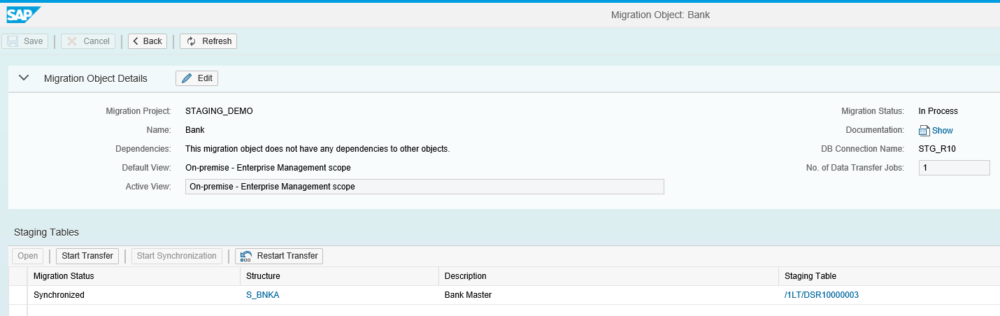 SAP Migration Object: Bank
Save Cancel Back Refresh
Migration Object Details Edit
Migration Project: STAGING_DEMO Migration Status: In Process
Name: Bank Documentation: Show
Dependencies: This migration object does not have any dependencies to other objects. DB Connection Name: STG_R10
Default View: On-premise - Enterprise Management scope No. of Data Transfer Jobs: 1
Active View: On-premise - Enterprise Management scope
Staging Tables
Open Start Transfer Start Synchronization Restart Transfer
Migration Status Structure Description Staging Table
Synchronized S_BNKA Bank Master /1LT/DSR10000003